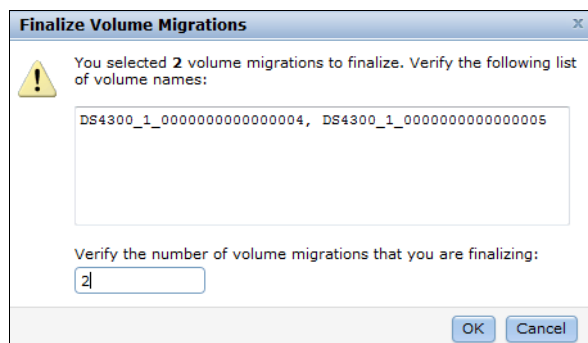 Finalize Volume Migrations
x
You selected 2 volume migrations to finalize. Verify the following list
of volume names:
DS4300_1_0000000000000004, DS4300_1_0000000000000005
Verify the number of volume migrations that you are finalizing:
2
OK Cancel